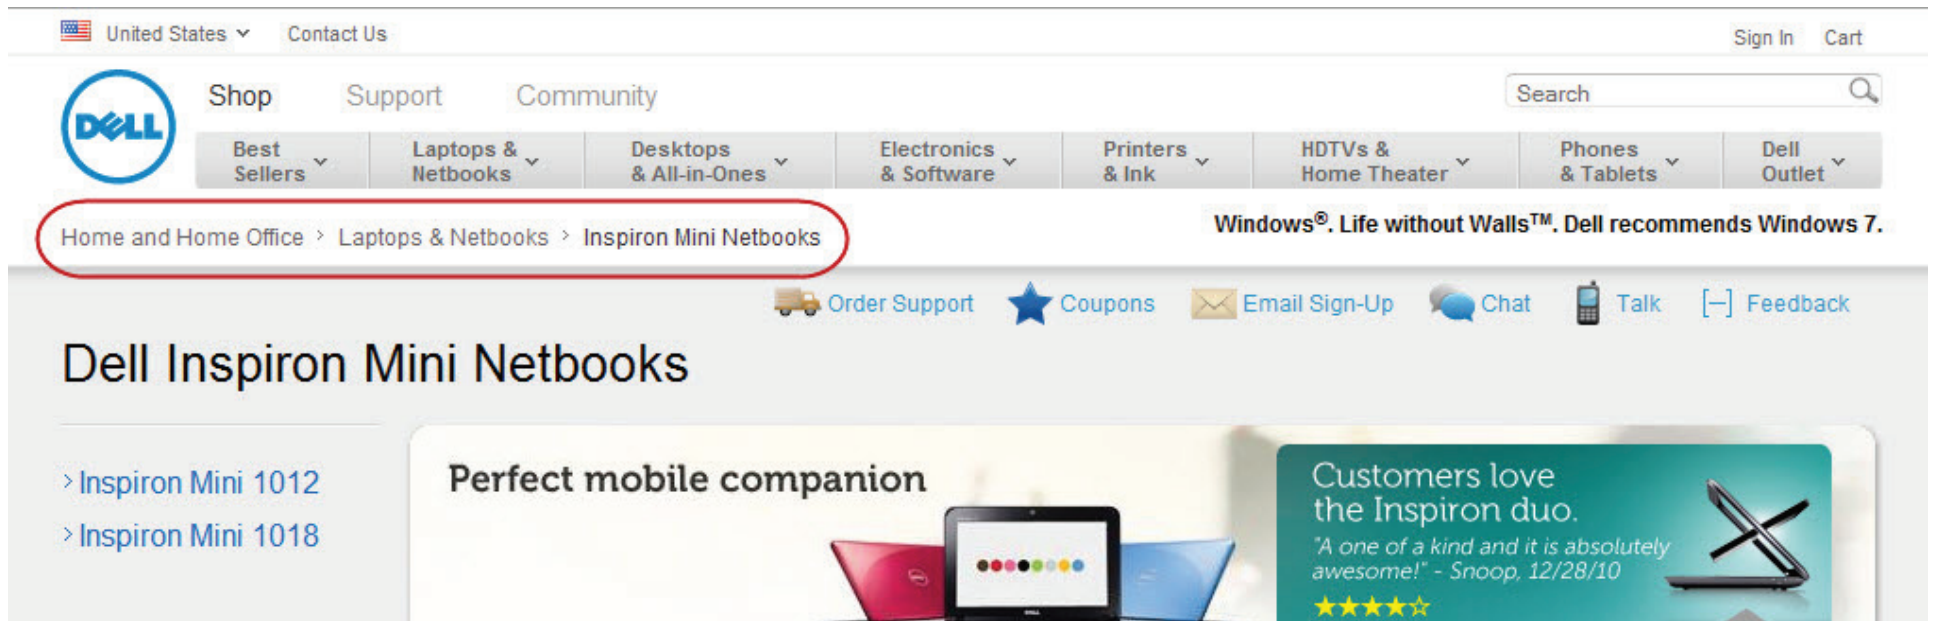 United States Contact Us
Sign In Cart
Shop Support Community
Search
DELL
Best Sellers
Laptops & Netbooks
Desktops & All-in-Ones
Electronics & Software
Printers & Ink
HDTVs & Home Theater
Phones & Tablets
Dell Outlet
Home and Home Office > Laptops & Netbooks > Inspiron Mini Netbooks
Windows®. Life without Walls™. Dell recommends Windows 7.
Order Support Coupons Email Sign-Up Chat Talk [–] Feedback
Dell Inspiron Mini Netbooks
> Inspiron Mini 1012
> Inspiron Mini 1018
Perfect mobile companion
DELL
Customers love
the Inspiron duo.
"A one of a kind and it is absolutely
awesome!" - Snoop, 12/28/10